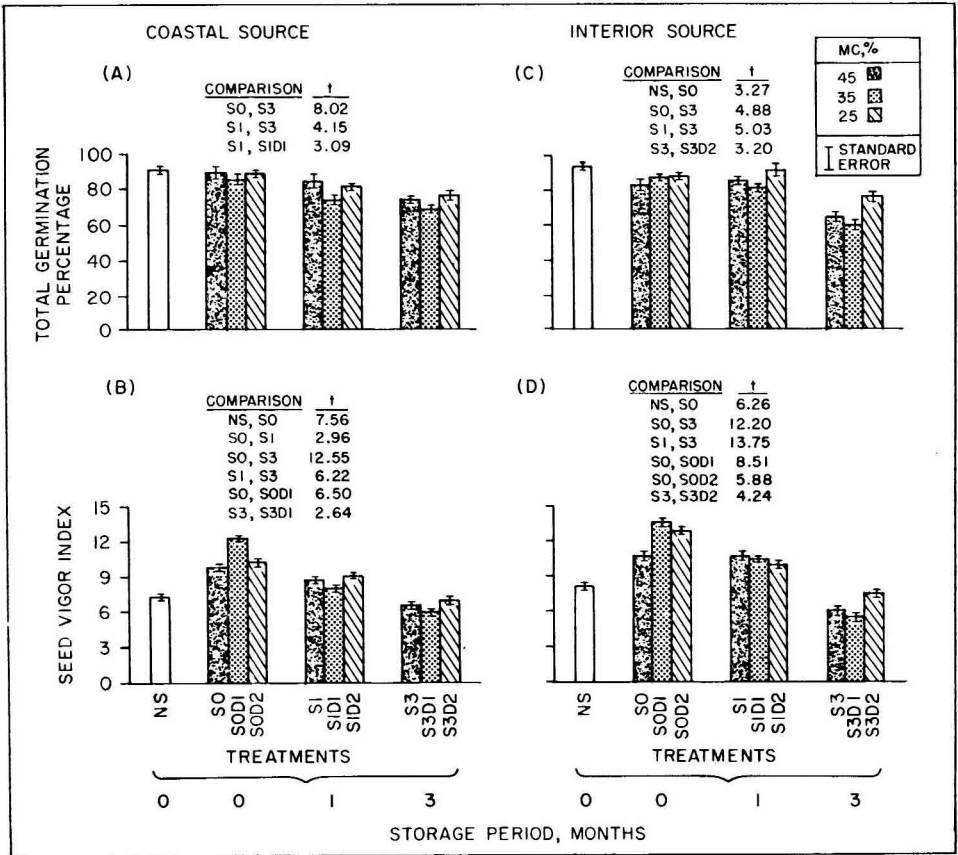 COASTAL SOURCE
INTERIOR SOURCE
MC,%
45
35
25
STANDARD
ERROR
(A)
COMPARISON t
S0, S3 8.02
S1, S3 4.15
S1, S1D1 3.09
(C)
COMPARISON t
NS, S0 3.27
S0, S3 4.88
S1, S3 5.03
S3, S3D2 3.20
TOTAL GERMINATION
PERCENTAGE
100
80
60
40
20
0
(B)
COMPARISON t
NS, S0 7.56
S0, S1 2.96
S0, S3 12.55
S1, S3 6.22
S0, S0D1 6.50
S3, S3D1 2.64
(D)
COMPARISON t
NS, S0 6.26
S0, S3 12.20
S1, S3 13.75
S0, S0D1 8.51
S0, S0D2 5.88
S3, S3D2 4.24
SEED VIGOR INDEX
15
12
9
6
3
0
NS
S0
S0D1
S0D2
S1
S1D1
S1D2
S3
S3D1
S3D2
NS
S0
S0D1
S0D2
S1
S1D1
S1D2
S3
S3D1
S3D2
TREATMENTS
TREATMENTS
0 0 1 3
0 0 1 3
STORAGE PERIOD, MONTHS